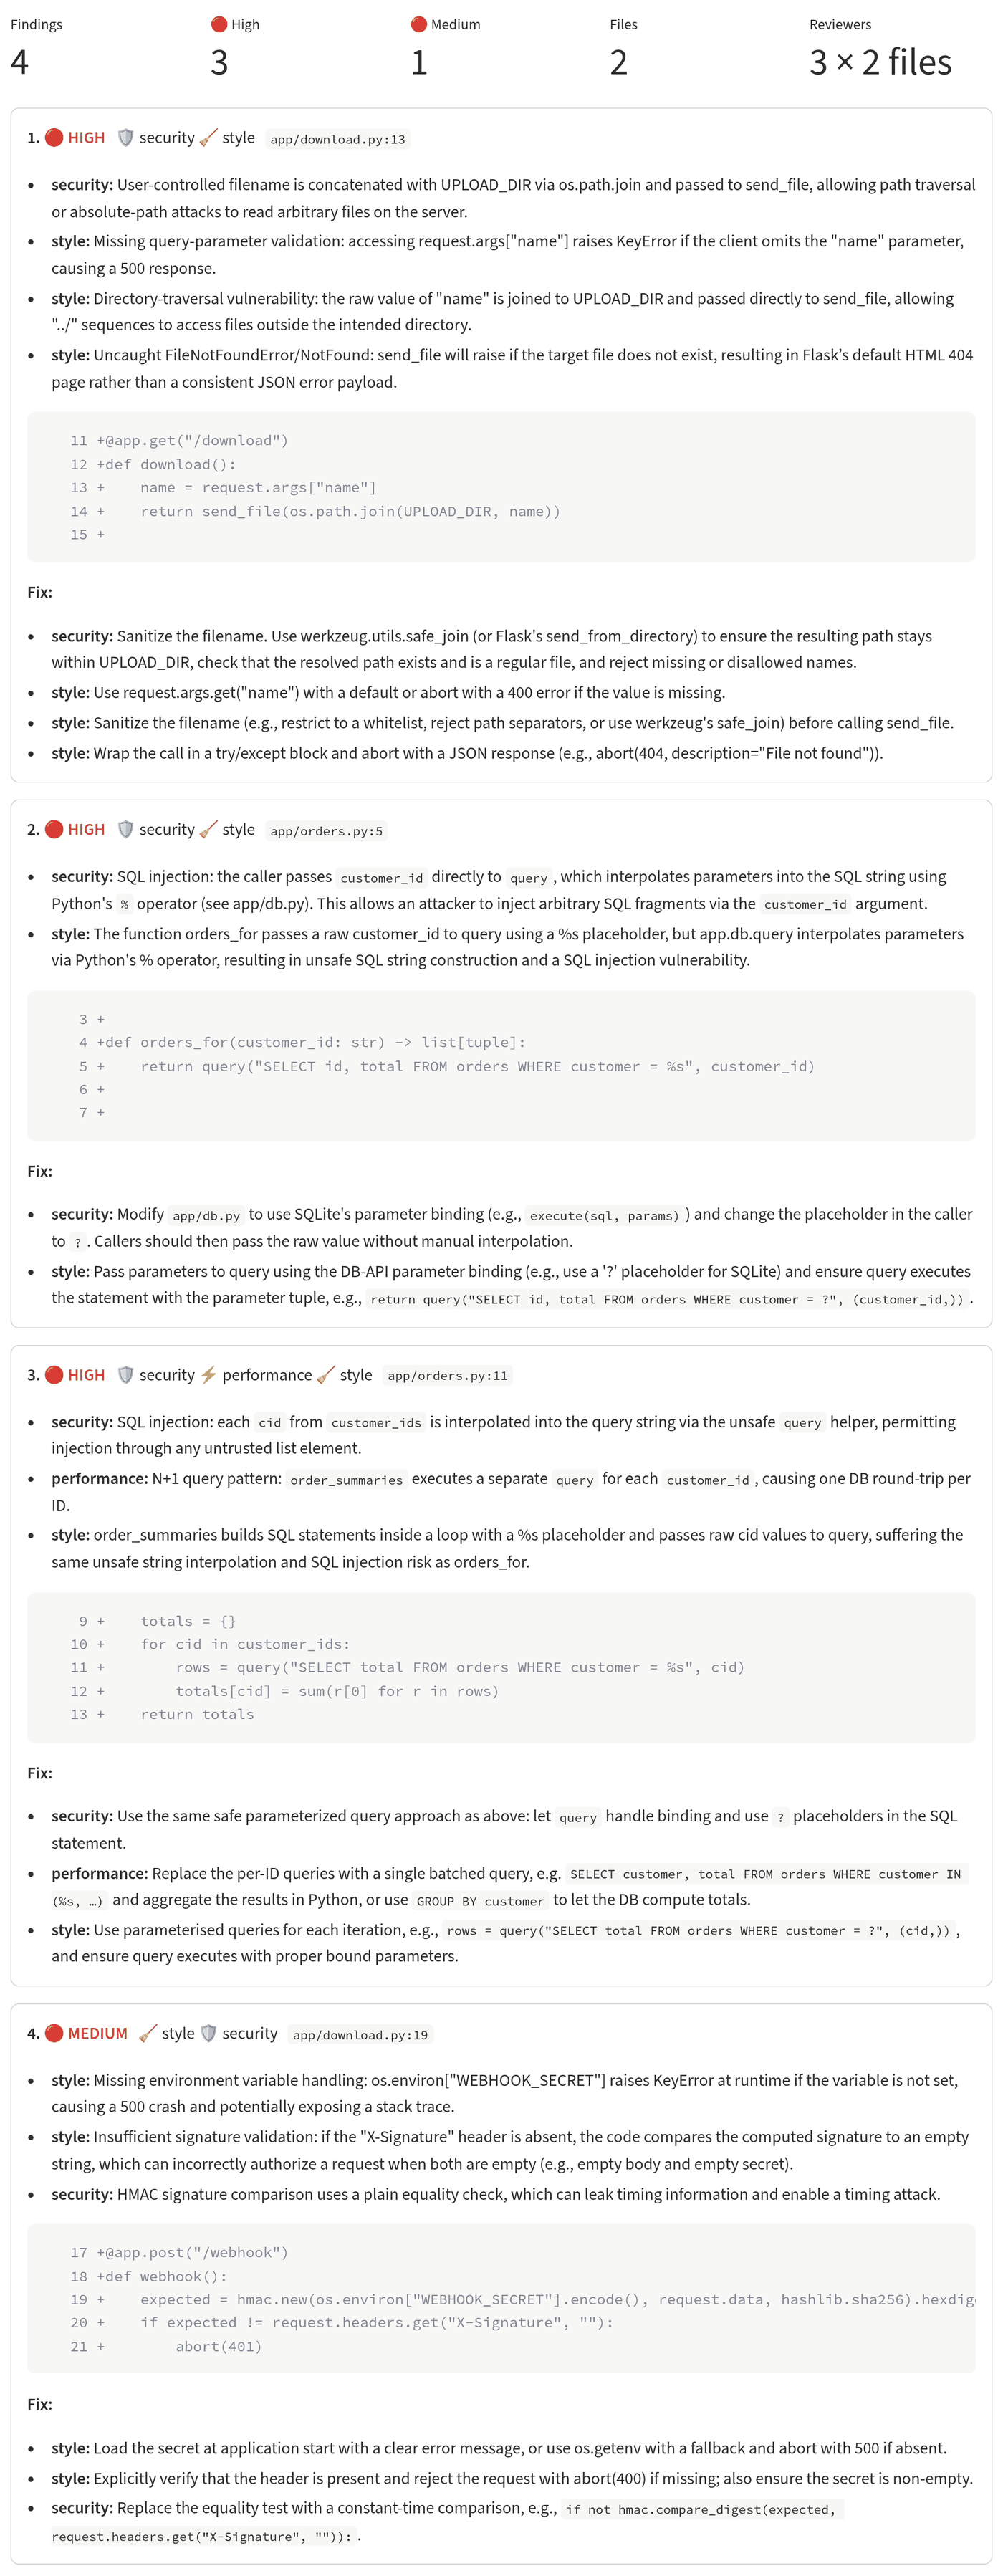 Findings
4
High
3
Medium
1
Files
2
Reviewers
3 × 2 files
1. HIGH security style app/download.py:13
• security: User-controlled filename is concatenated with UPLOAD_DIR via os.path.join and passed to send_file, allowing path traversal
or absolute-path attacks to read arbitrary files on the server.
• style: Missing query-parameter validation: accessing request.args["name"] raises KeyError if the client omits the "name" parameter,
causing a 500 response.
• style: Directory-traversal vulnerability: the raw value of "name" is joined to UPLOAD_DIR and passed directly to send_file, allowing
"../" sequences to access files outside the intended directory.
• style: Uncaught FileNotFoundError/NotFound: send_file will raise if the target file does not exist, resulting in Flask’s default HTML 404
page rather than a consistent JSON error payload.
11 +@app.get("/download")
12 +def download():
13 +    name = request.args["name"]
14 +    return send_file(os.path.join(UPLOAD_DIR, name))
15 +
Fix:
• security: Sanitize the filename. Use werkzeug.utils.safe_join (or Flask's send_from_directory) to ensure the resulting path stays
within UPLOAD_DIR, check that the resolved path exists and is a regular file, and reject missing or disallowed names.
• style: Use request.args.get("name") with a default or abort with a 400 error if the value is missing.
• style: Sanitize the filename (e.g., restrict to a whitelist, reject path separators, or use werkzeug's safe_join) before calling send_file.
• style: Wrap the call in a try/except block and abort with a JSON response (e.g., abort(404, description="File not found")).
2. HIGH security style app/orders.py:5
• security: SQL injection: the caller passes customer_id directly to query, which interpolates parameters into the SQL string using
Python's % operator (see app/db.py). This allows an attacker to inject arbitrary SQL fragments via the customer_id argument.
• style: The function orders_for passes a raw customer_id to query using a %s placeholder, but app.db.query interpolates parameters
via Python's % operator, resulting in unsafe SQL string construction and a SQL injection vulnerability.
3 +
4 +def orders_for(customer_id: str) -> list[tuple]:
5 +    return query("SELECT id, total FROM orders WHERE customer = %s", customer_id)
6 +
7 +
Fix:
• security: Modify app/db.py to use SQLite's parameter binding (e.g., execute(sql, params)) and change the placeholder in the caller
to ?. Callers should then pass the raw value without manual interpolation.
• style: Pass parameters to query using the DB-API parameter binding (e.g., use a '?' placeholder for SQLite) and ensure query executes
the statement with the parameter tuple, e.g., return query("SELECT id, total FROM orders WHERE customer = ?", (customer_id,)).
3. HIGH security performance style app/orders.py:11
• security: SQL injection: each cid from customer_ids is interpolated into the query string via the unsafe query helper, permitting
injection through any untrusted list element.
• performance: N+1 query pattern: order_summaries executes a separate query for each customer_id, causing one DB round-trip per
ID.
• style: order_summaries builds SQL statements inside a loop with a %s placeholder and passes raw cid values to query, suffering the
same unsafe string interpolation and SQL injection risk as orders_for.
9 +    totals = {}
10 +    for cid in customer_ids:
11 +        rows = query("SELECT total FROM orders WHERE customer = %s", cid)
12 +        totals[cid] = sum(r[0] for r in rows)
13 +    return totals
Fix:
• security: Use the same safe parameterized query approach as above: let query handle binding and use ? placeholders in the SQL
statement.
• performance: Replace the per-ID queries with a single batched query, e.g. SELECT customer, total FROM orders WHERE customer IN
(%s, …) and aggregate the results in Python, or use GROUP BY customer to let the DB compute totals.
• style: Use parameterised queries for each iteration, e.g., rows = query("SELECT total FROM orders WHERE customer = ?", (cid,)),
and ensure query executes with proper bound parameters.
4. MEDIUM style security app/download.py:19
• style: Missing environment variable handling: os.environ["WEBHOOK_SECRET"] raises KeyError at runtime if the variable is not set,
causing a 500 crash and potentially exposing a stack trace.
• style: Insufficient signature validation: if the "X-Signature" header is absent, the code compares the computed signature to an empty
string, which can incorrectly authorize a request when both are empty (e.g., empty body and empty secret).
• security: HMAC signature comparison uses a plain equality check, which can leak timing information and enable a timing attack.
17 +@app.post("/webhook")
18 +def webhook():
19 +    expected = hmac.new(os.environ["WEBHOOK_SECRET"].encode(), request.data, hashlib.sha256).hexdig
20 +    if expected != request.headers.get("X-Signature", ""):
21 +        abort(401)
Fix:
• style: Load the secret at application start with a clear error message, or use os.getenv with a fallback and abort with 500 if absent.
• style: Explicitly verify that the header is present and reject the request with abort(400) if missing; also ensure the secret is non-empty.
• security: Replace the equality test with a constant-time comparison, e.g., if not hmac.compare_digest(expected,
request.headers.get("X-Signature", "")):.